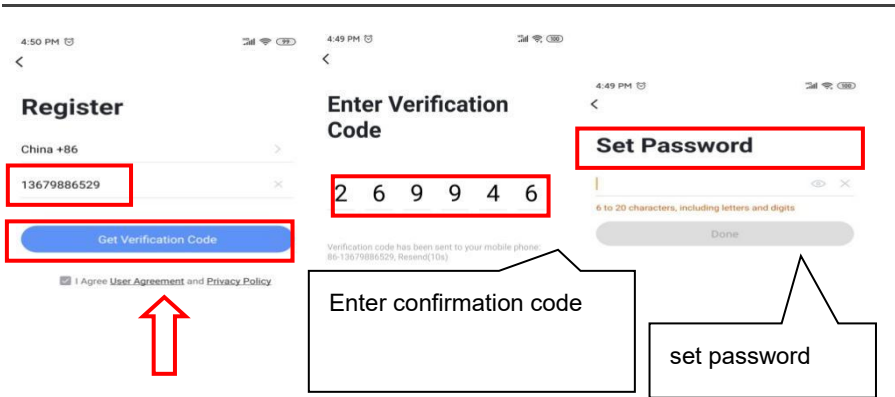 4:50 PM
99
Register
China +86
13679886529
Get Verification Code
I Agree User Agreement and Privacy Policy
4:49 PM
100
Enter Verification
Code
2 6 9 9 4 6
Verification code has been sent to your mobile phone:
86-13679886529, Resend(10s)
Enter confirmation code
4:49 PM
100
Set Password
6 to 20 characters, including letters and digits
Done
set password